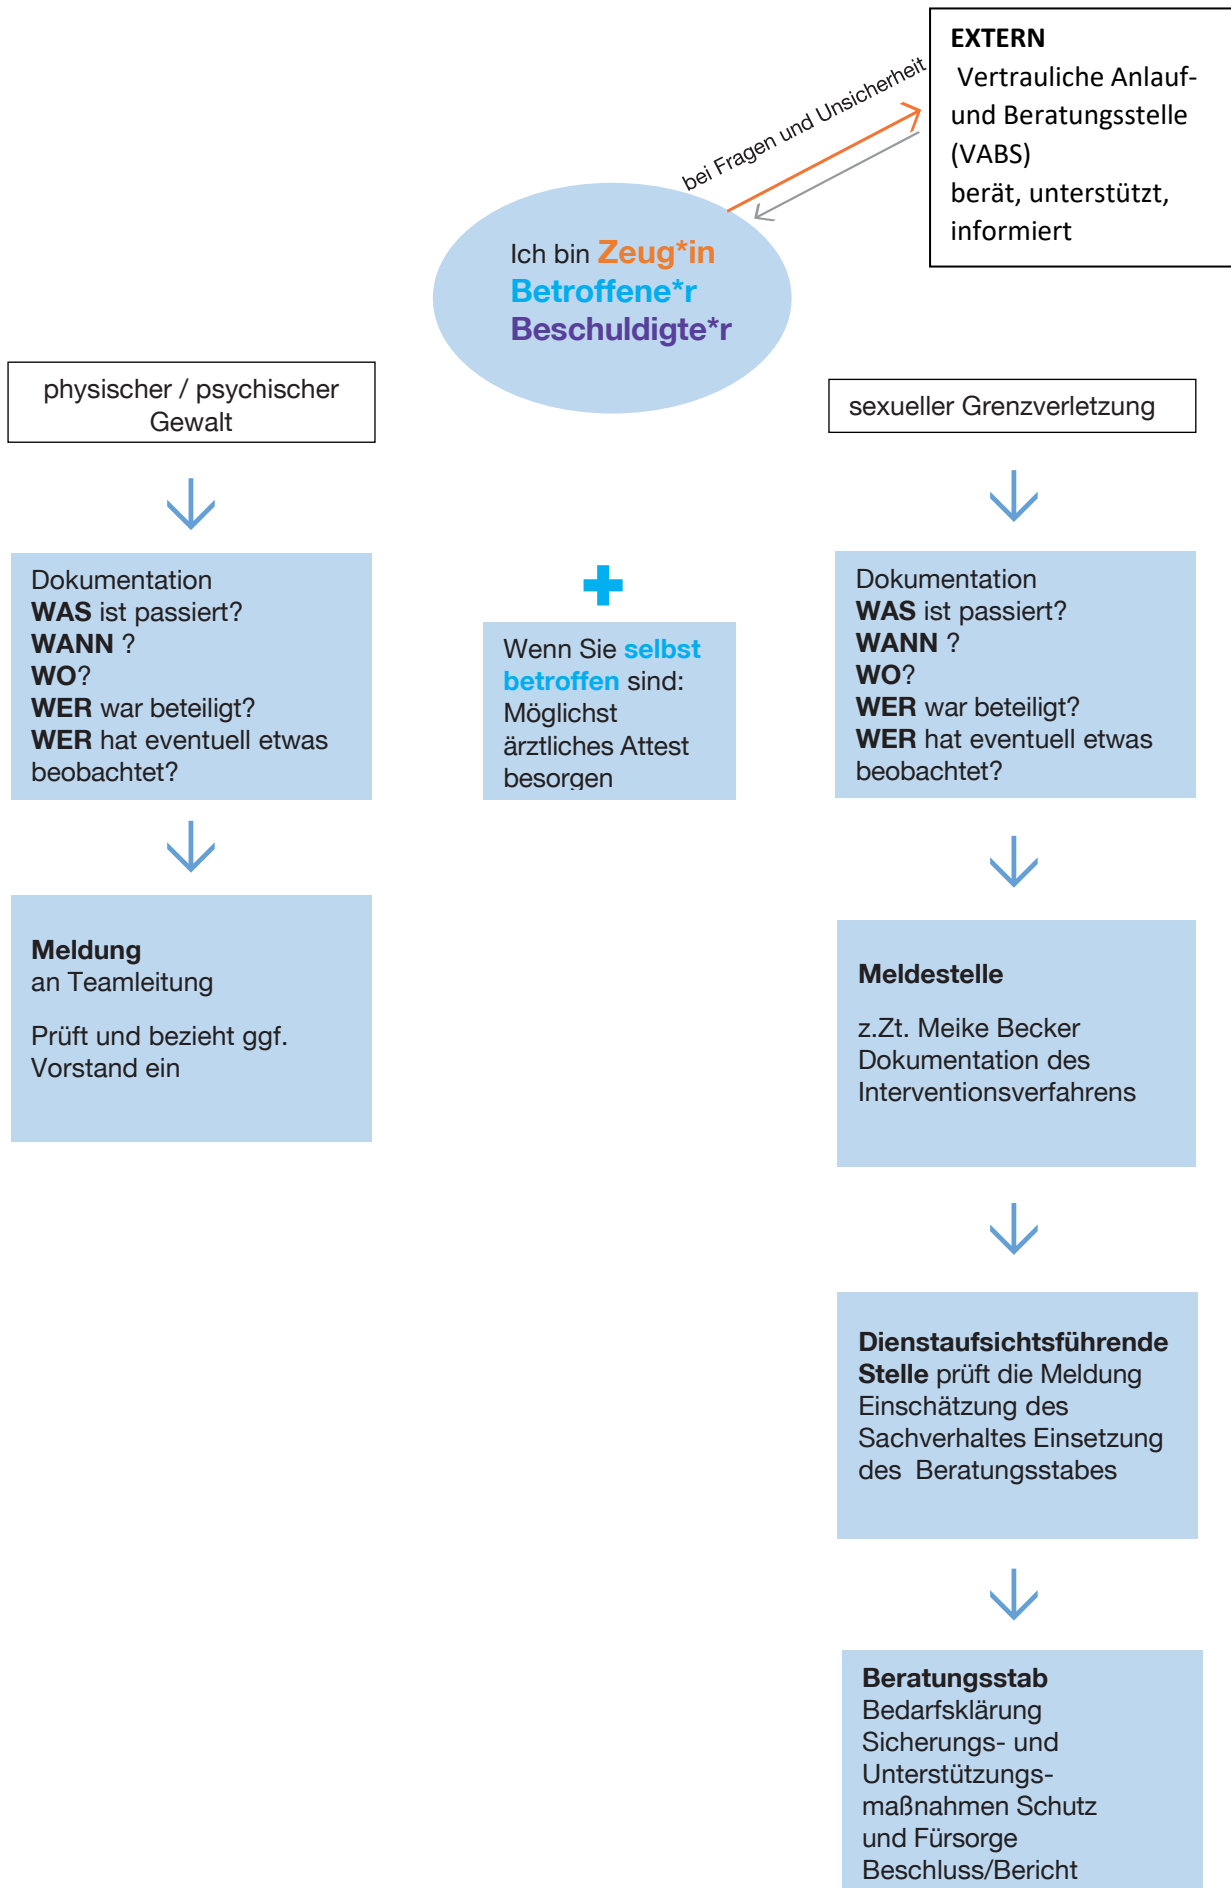 EXTERN
Vertrauliche Anlauf-
und Beratungsstelle
(VABS)
berät, unterstützt,
informiert
bei Fragen und Unsicherheit
Ich bin Zeug*in
Betroffene*r
Beschuldigte*r
physischer / psychischer
Gewalt
sexueller Grenzverletzung
Dokumentation
WAS ist passiert?
WANN ?
WO?
WER war beteiligt?
WER hat eventuell etwas
beobachtet?
Wenn Sie selbst
betroffen sind:
Möglichst
ärztliches Attest
besorgen
Dokumentation
WAS ist passiert?
WANN ?
WO?
WER war beteiligt?
WER hat eventuell etwas
beobachtet?
Meldung
an Teamleitung
Prüft und bezieht ggf.
Vorstand ein
Meldestelle
z.Zt. Meike Becker
Dokumentation des
Interventionsverfahrens
Dienstaufsichtsführende
Stelle prüft die Meldung
Einschätzung des
Sachverhaltes Einsetzung
des Beratungsstabes
Beratungsstab
Bedarfsklärung
Sicherungs- und
Unterstützungs-
maßnahmen Schutz
und Fürsorge
Beschluss/Bericht